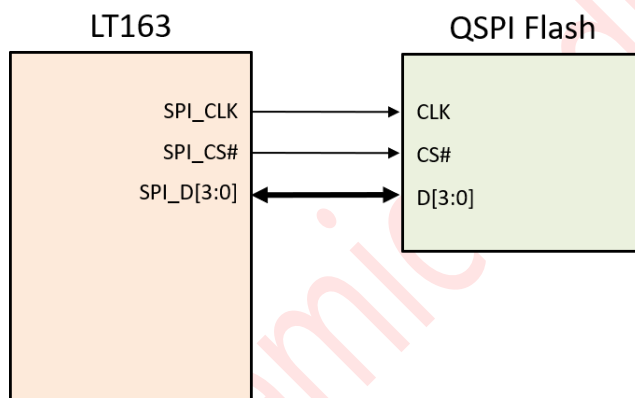 LT163
QSPI Flash
SPI_CLK
CLK
SPI_CS#
CS#
SPI_D[3:0]
D[3:0]